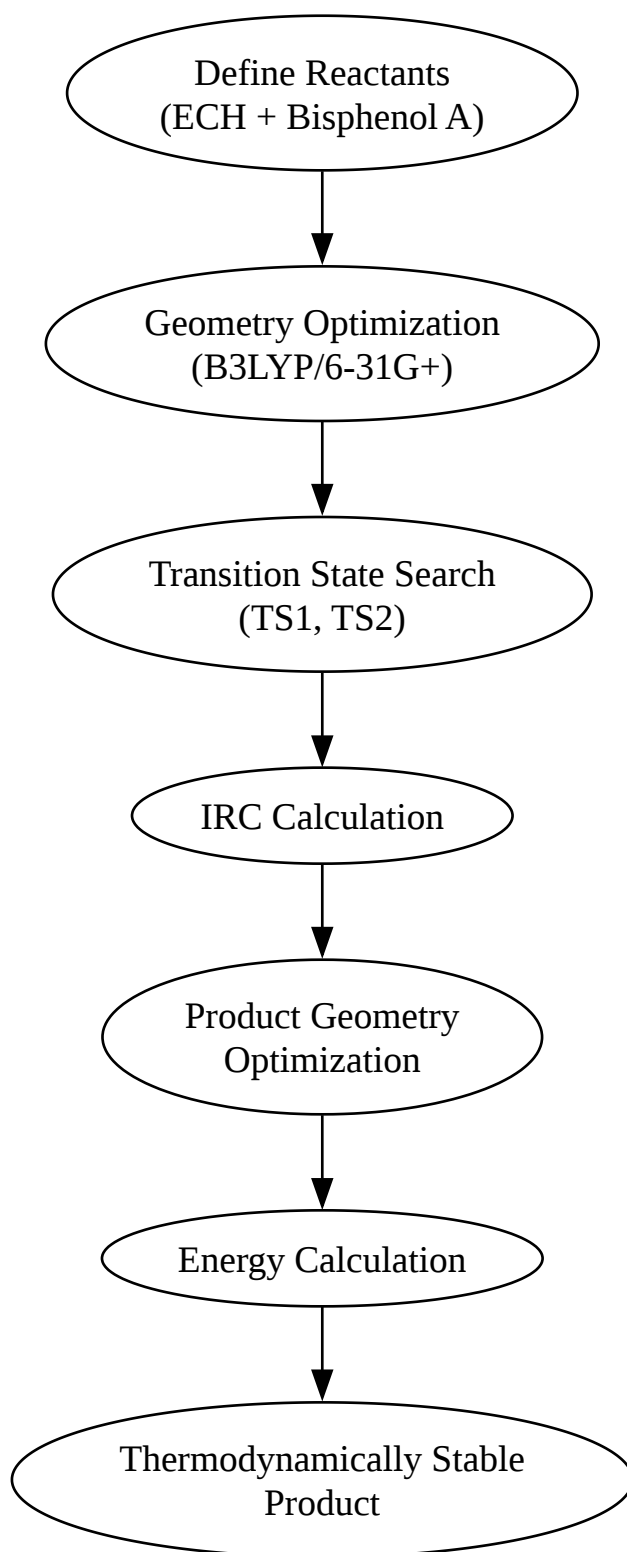 Define Reactants
(ECH + Bisphenol A)
Geometry Optimization
(B3LYP/6-31G+)
Transition State Search
(TS1, TS2)
IRC Calculation
Product Geometry
Optimization
Energy Calculation
Thermodynamically Stable
Product